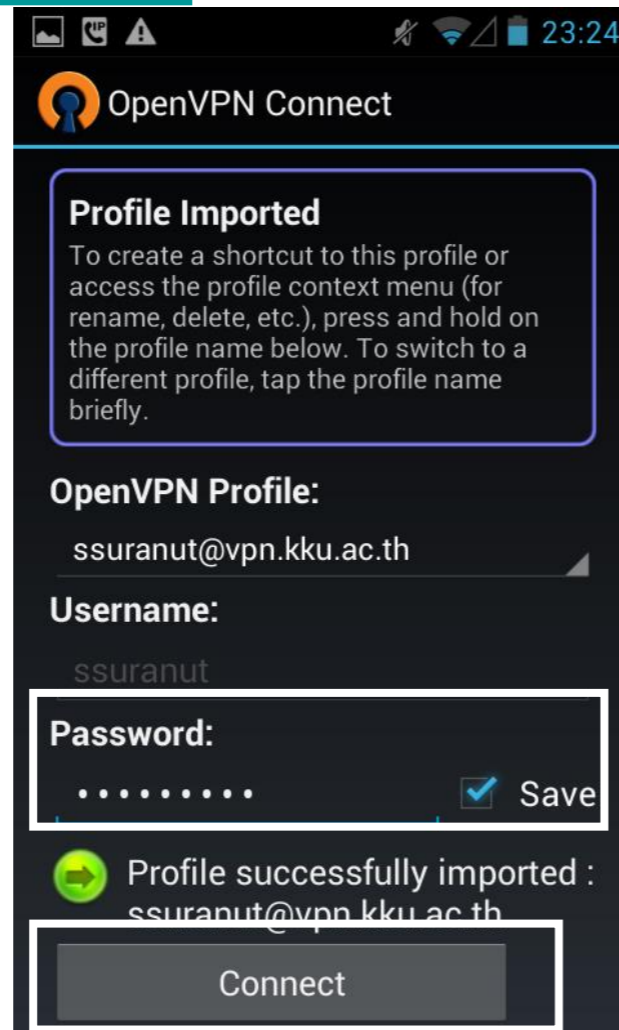 23:24
OpenVPN Connect
Profile Imported
To create a shortcut to this profile or
access the profile context menu (for
rename, delete, etc.), press and hold on
the profile name below. To switch to a
different profile, tap the profile name
briefly.
OpenVPN Profile:
ssuranut@vpn.kku.ac.th
Username:
ssuranut
Password:
•••••••••
Save
Profile successfully imported :
ssuranut@vpn.kku.ac.th
Connect